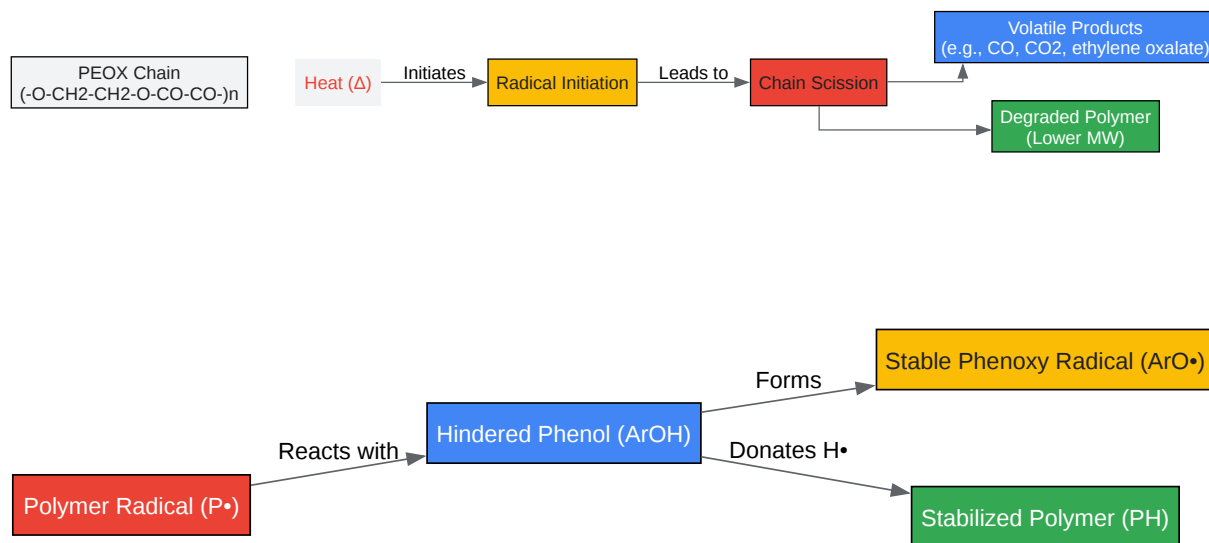 PEOX Chain
(-O-CH2-CH2-O-CO-CO-)n
Heat (Δ)
Initiates
Radical Initiation
Leads to
Chain Scission
Volatile Products
(e.g., CO, CO2, ethylene oxalate)
Degraded Polymer
(Lower MW)
Polymer Radical (P•)
Reacts with
Hindered Phenol (ArOH)
Forms
Stable Phenoxy Radical (ArO•)
Donates H•
Stabilized Polymer (PH)